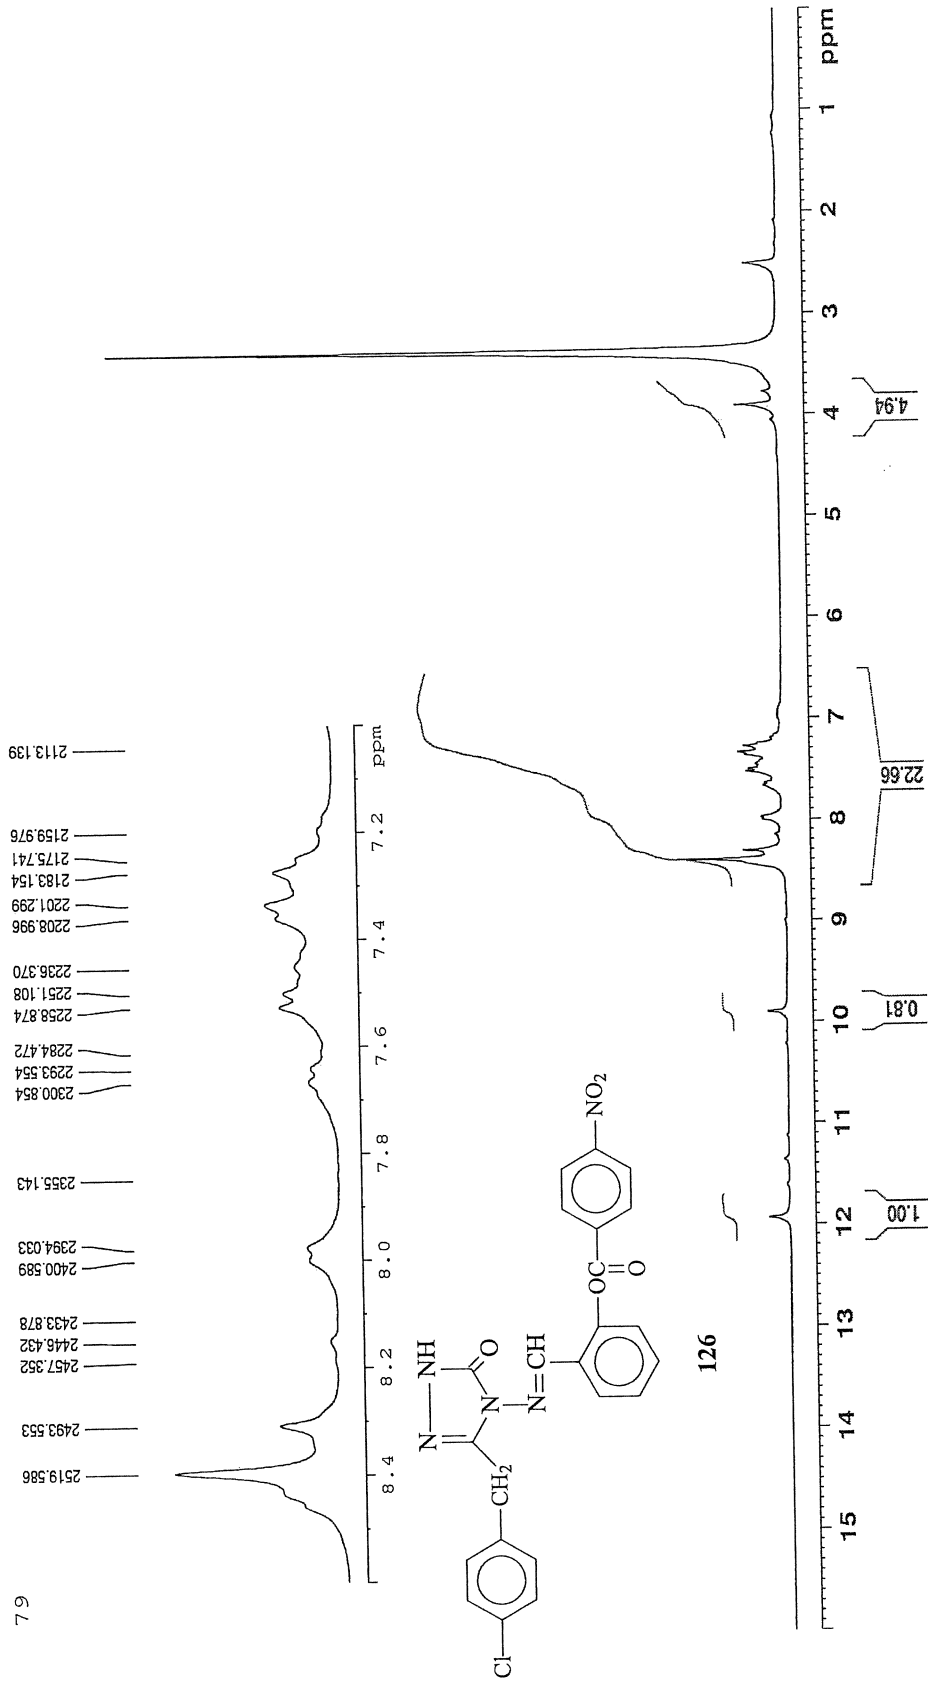 79
2519.586
2493.553
2457.352
2446.432
2433.878
2400.589
2394.033
2355.143
2300.854
2293.554
2284.472
2258.874
2251.108
2236.370
2208.996
2201.299
2183.154
2175.741
2159.976
2113.139
8.4 8.2 8.0 7.8 7.6 7.4 7.2 ppm
N NH
N O
Cl CH₂ N=CH
OC NO₂
O
126
15 14 13 12 11 10 9 8 7 6 5 4 3 2 1 ppm
1.00 0.81 22.66 4.94